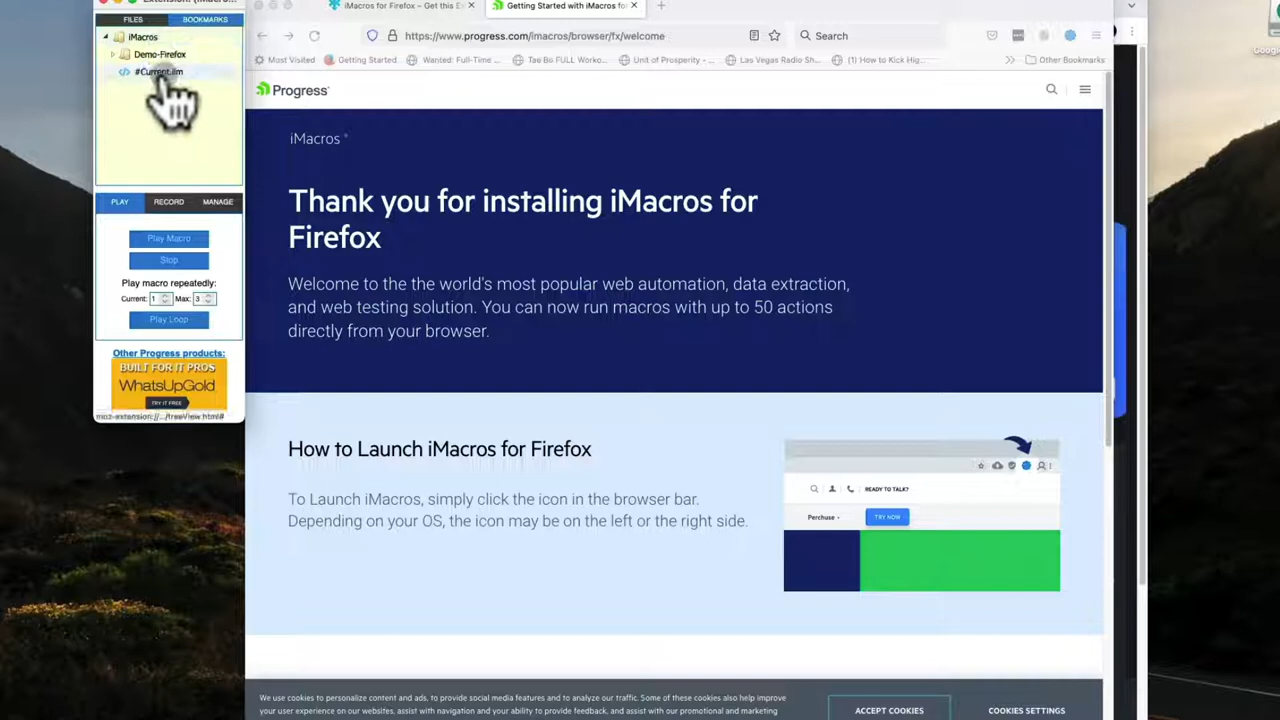 Extension: (iMacro...
FILES
BOOKMARKS
iMacros
Demo-Firefox
#Current.iim
PLAY
RECORD
MANAGE
Play Macro
Stop
Play macro repeatedly:
Current: 1 Max: 3
Play Loop
Other Progress products:
BUILT FOR IT PROS
WhatsUpGold
TRY IT FREE
moz-extension://.../treeView.html#
iMacros for Firefox – Get this E
Getting Started with iMacros for
https://www.progress.com/imacros/browser/fx/welcome
Search
Most Visited
Getting Started
Wanted: Full-Time ...
Tae Bo FULL Worko...
Unit of Prosperity - ...
Las Vegas Radio Sh...
(1) How to Kick Hig...
Other Bookmarks
Progress
iMacros
Thank you for installing iMacros for
Firefox
Welcome to the the world's most popular web automation, data extraction,
and web testing solution. You can now run macros with up to 50 actions
directly from your browser.
How to Launch iMacros for Firefox
To Launch iMacros, simply click the icon in the browser bar.
Depending on your OS, the icon may be on the left or the right side.
READY TO TALK?
Perchuse
TRY NOW
We use cookies to personalize content and ads, to provide social media features and to analyze our traffic. Some of these cookies also help improve
your user experience on our websites, assist with navigation and your ability to provide feedback, and assist with our promotional and marketing
ACCEPT COOKIES
COOKIES SETTINGS
Google